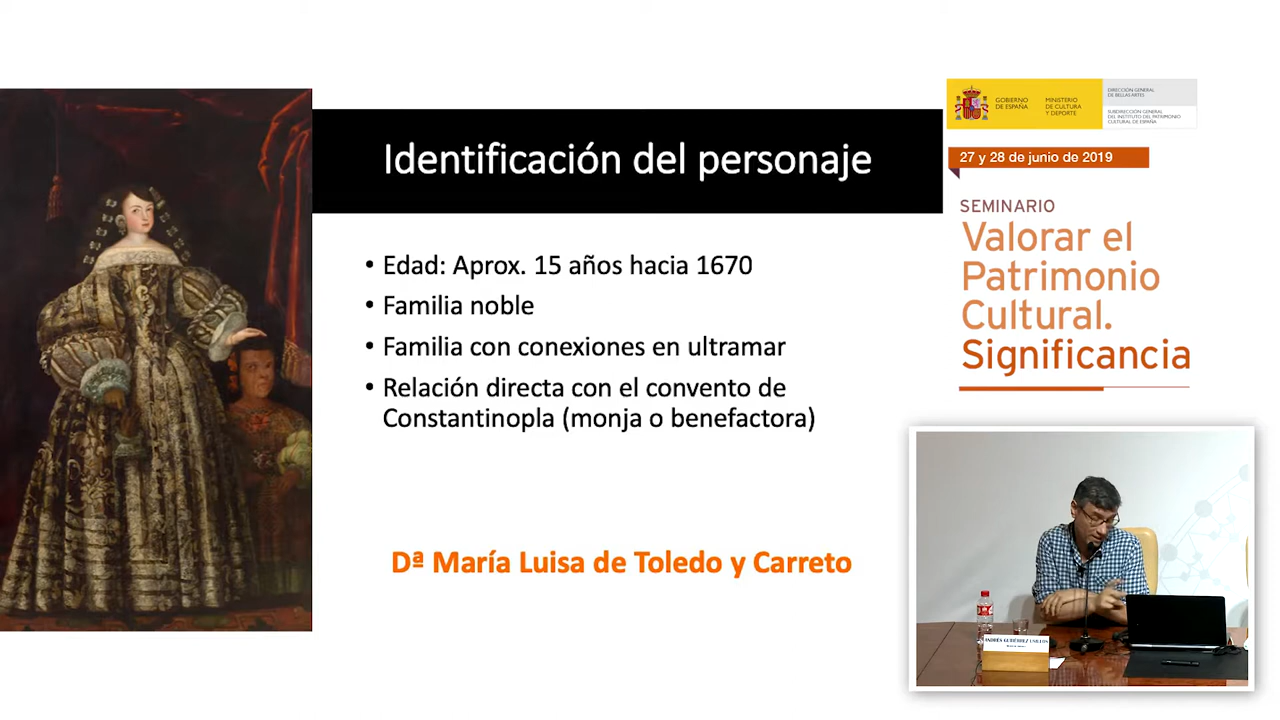 Identificación del personaje
• Edad: Aprox. 15 años hacia 1670
• Familia noble
• Familia con conexiones en ultramar
• Relación directa con el convento de
Constantinopla (monja o benefactora)
Dª María Luisa de Toledo y Carreto
GOBIERNO
DE ESPAÑA
MINISTERIO
DE CULTURA
Y DEPORTE
DIRECCIÓN GENERAL
DE BELLAS ARTES
SUBDIRECCIÓN GENERAL
DEL INSTITUTO DEL PATRIMONIO
CULTURAL DE ESPAÑA
27 y 28 de junio de 2019
SEMINARIO
Valorar el
Patrimonio
Cultural.
Significancia
ANDRÉS GUTIÉRREZ USILLOS